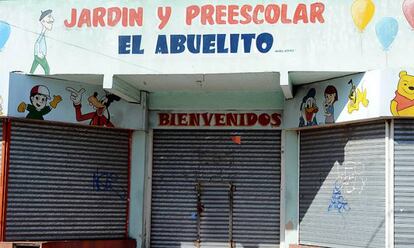 JARDIN Y PREESCOLAR
EL ABUELITO
BIENVENIDOS